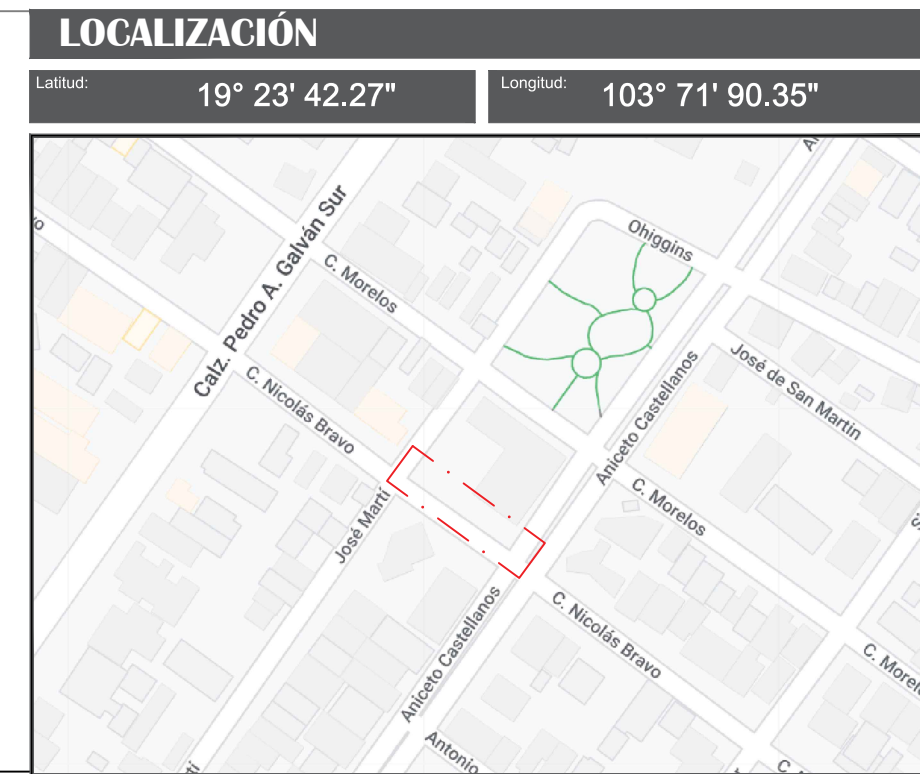 LOCALIZACIÓN
Latitud:
19° 23' 42.27"
Longitud:
103° 71' 90.35"
Calz. Pedro A. Galván Sur
C. Morelos
Ohiggins
C. Nicolás Bravo
José Martí
Aniceto Castellanos
José de San Martin
C. Morelos
Aniceto Castellanos
C. Nicolás Bravo
Antonio